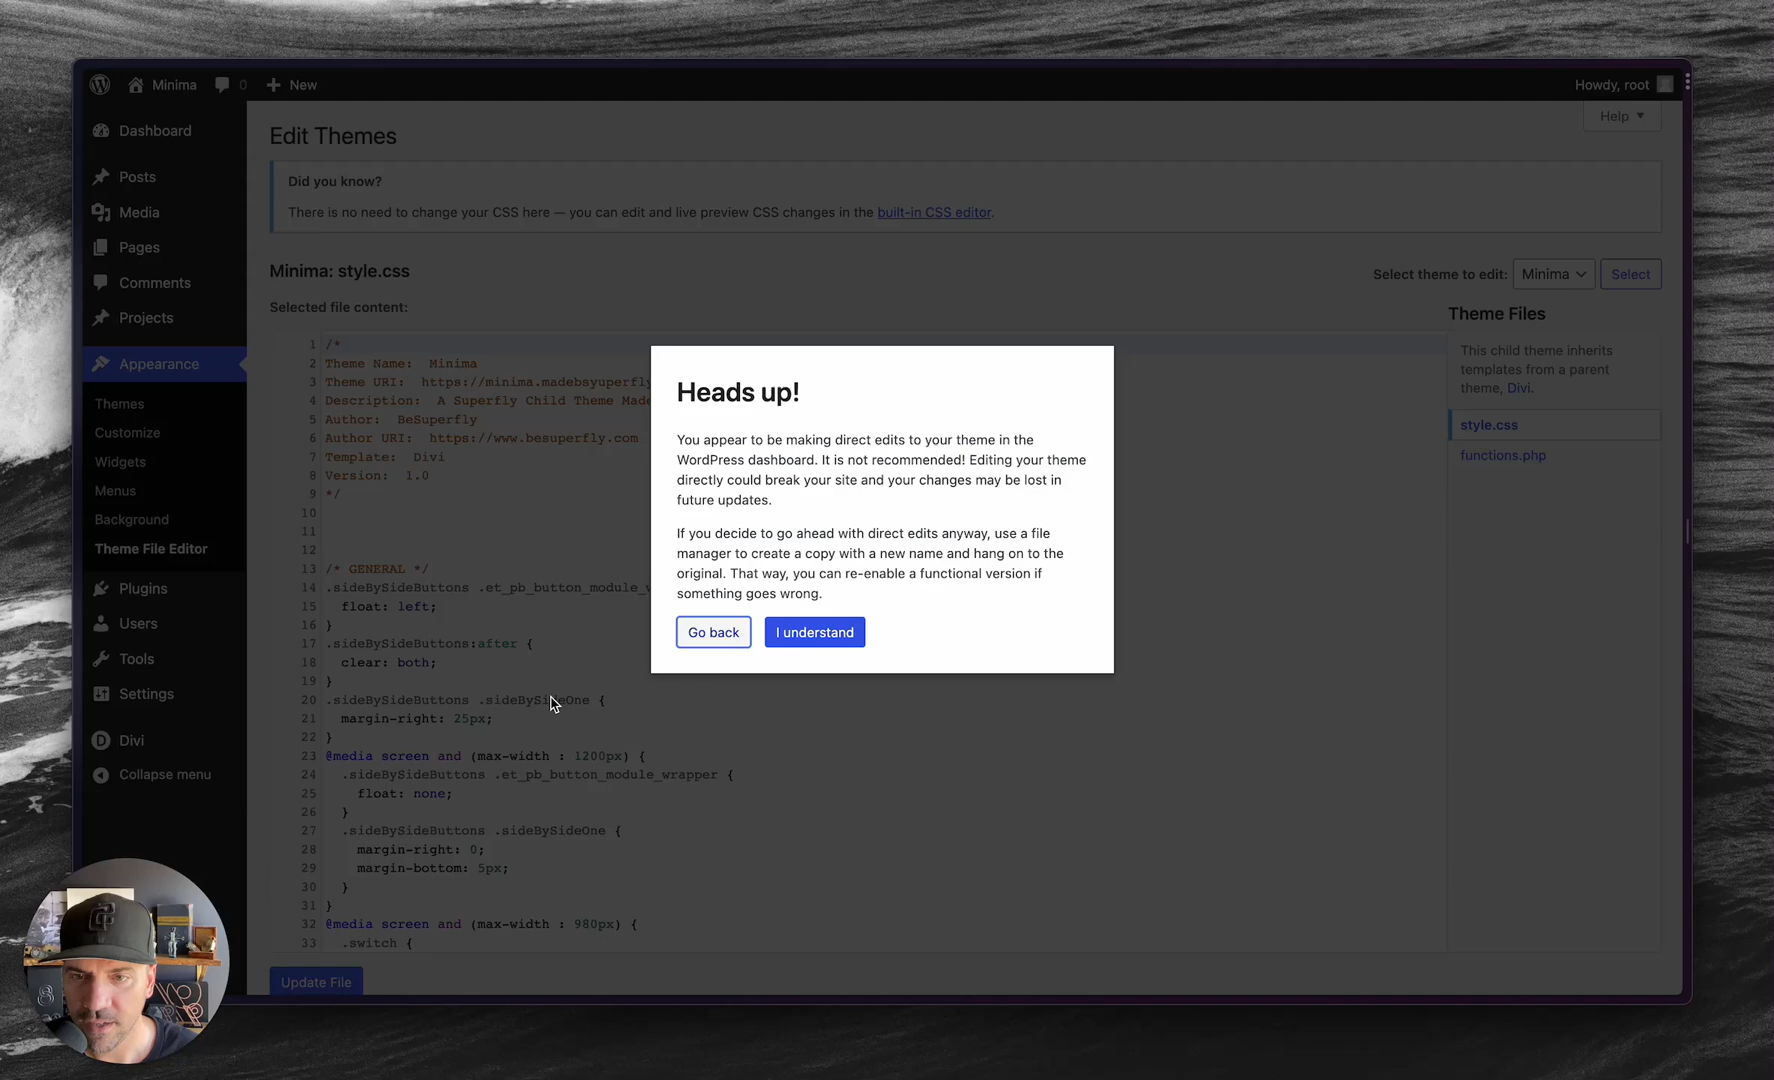 Minima
0
New
Howdy, root
Dashboard
Posts
Media
Pages
Comments
Projects
Appearance
Themes
Customize
Widgets
Menus
Background
Theme File Editor
Plugins
Users
Tools
Settings
Divi
Collapse menu
Help
Edit Themes
Did you know?
There is no need to change your CSS here — you can edit and live preview CSS changes in the built-in CSS editor.
Minima: style.css
Select theme to edit: Minima Select
Selected file content:
1 /*
2 Theme Name: Minima
3 Theme URI: https://minima.madebysuperfly
4 Description: A Superfly Child Theme Made
5 Author: BeSuperfly
6 Author URI: https://www.besuperfly.com
7 Template: Divi
8 Version: 1.0
9 */
10
11
12
13 /* GENERAL */
14 .sideBySideButtons .et_pb_button_module_w
15 float: left;
16 }
17 .sideBySideButtons:after {
18 clear: both;
19 }
20 .sideBySideButtons .sideBySideOne {
21 margin-right: 25px;
22 }
23 @media screen and (max-width : 1200px) {
24 .sideBySideButtons .et_pb_button_module_wrapper {
25 float: none;
26 }
27 .sideBySideButtons .sideBySideOne {
28 margin-right: 0;
29 margin-bottom: 5px;
30 }
31 }
32 @media screen and (max-width : 980px) {
33 .switch {
Update File
Theme Files
This child theme inherits
templates from a parent
theme, Divi.
style.css
functions.php
Heads up!
You appear to be making direct edits to your theme in the
WordPress dashboard. It is not recommended! Editing your theme
directly could break your site and your changes may be lost in
future updates.
If you decide to go ahead with direct edits anyway, use a file
manager to create a copy with a new name and hang on to the
original. That way, you can re-enable a functional version if
something goes wrong.
Go back
I understand